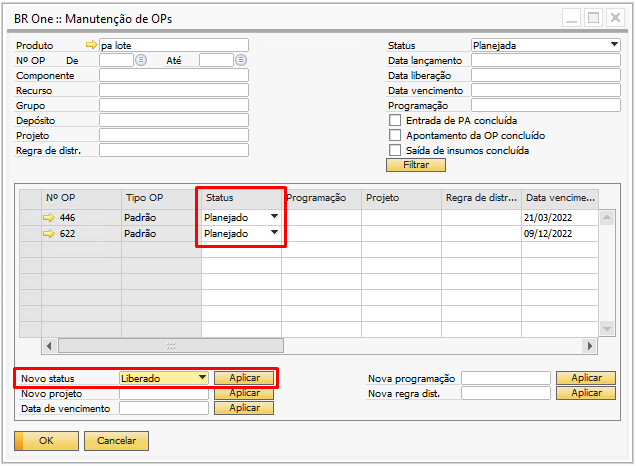 BR One :: Manutenção de OPs
Produto pa lote Status Planejada
Nº OP De Até Data lançamento
Componente Data liberação
Recurso Data vencimento
Grupo Programação
Depósito Entrada de PA concluída
Projeto Apontamento da OP concluído
Regra de distr. Saída de insumos concluída
Filtrar
Nº OP Tipo OP Status Programação Projeto Regra de distr... Data vencime...
446 Padrão Planejado 21/03/2022
622 Padrão Planejado 09/12/2022
Novo status Liberado Aplicar Nova programação Aplicar
Novo projeto Aplicar Nova regra dist. Aplicar
Data de vencimento Aplicar
OK Cancelar